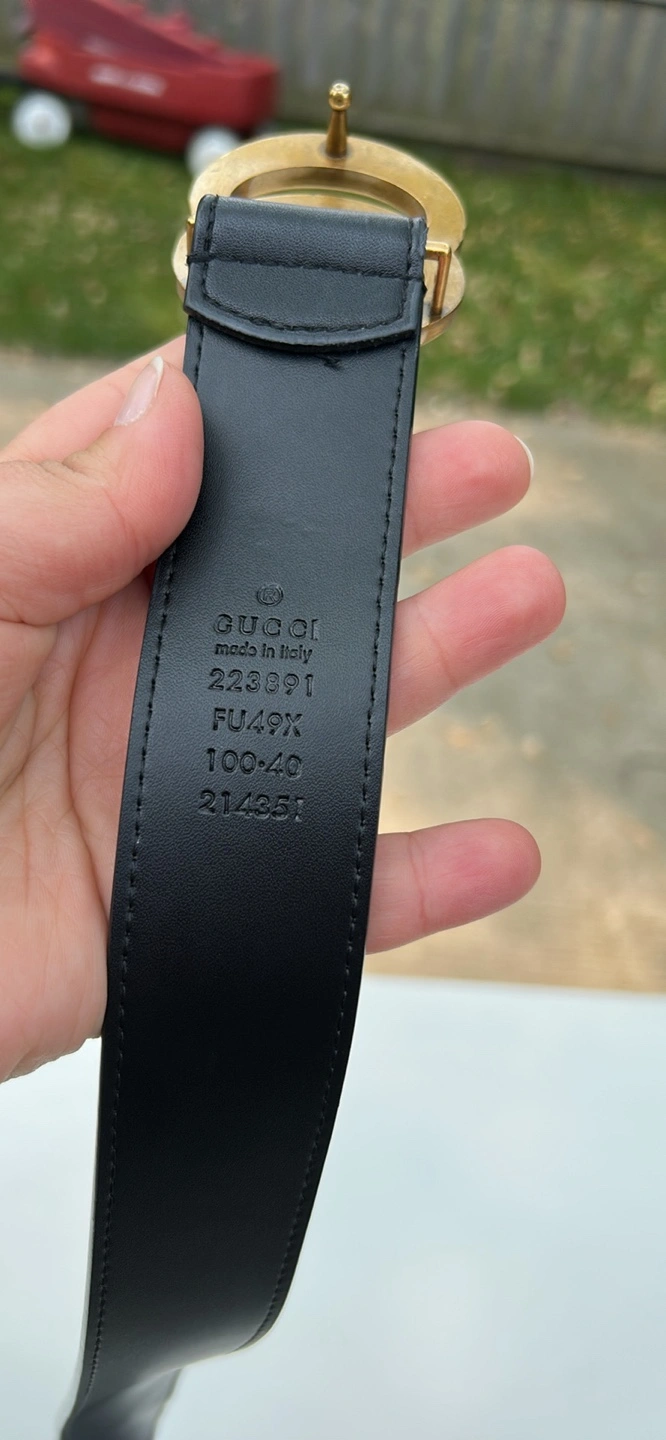 ®
GUCCI
made in Italy
223891
FU49X
100·40
214351